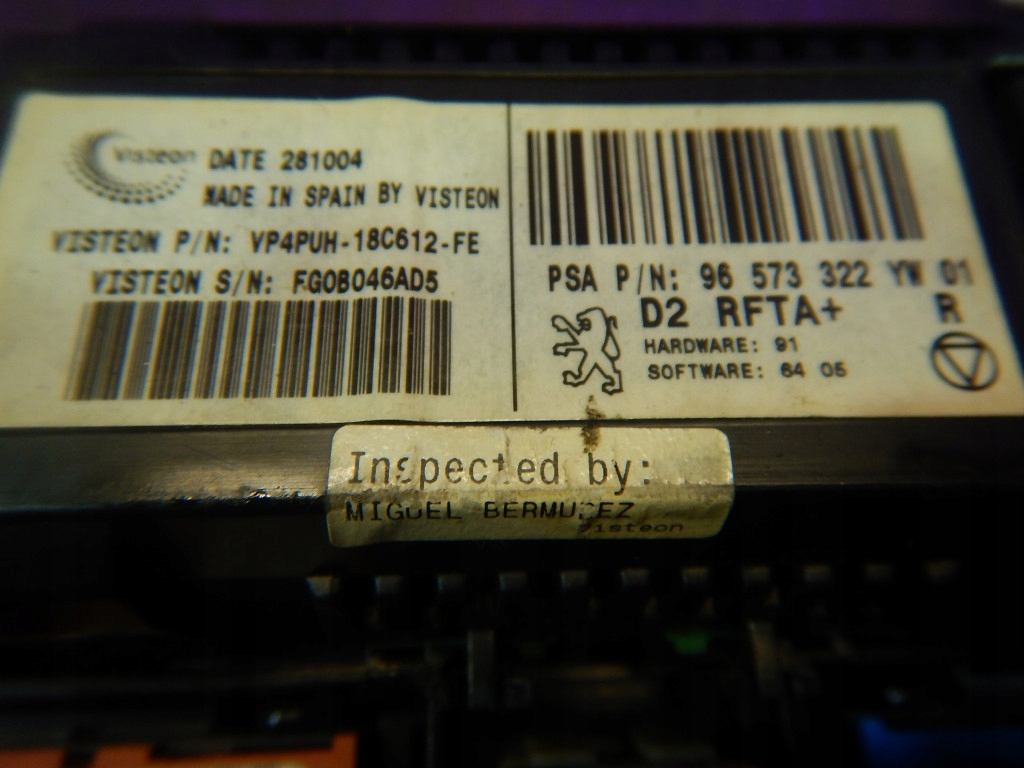 Visteon DATE 281004
MADE IN SPAIN BY VISTEON
VISTEON P/N: VP4PUH-18C612-FE
VISTEON S/N: FG0B046AD5
PSA P/N: 96 573 322 YW 01
D2 RFTA+ R
HARDWARE: 91
SOFTWARE: 64 05
Inspected by:
MIGUEL BERMUDEZ
Visteon